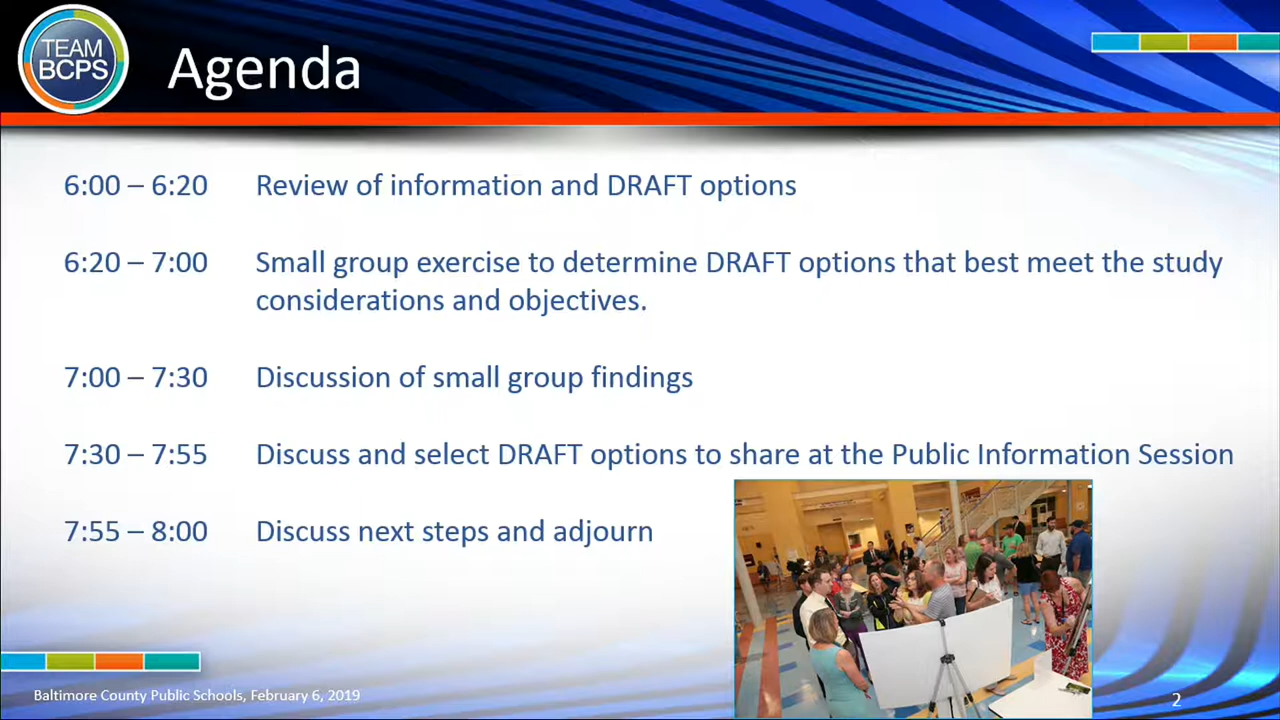 TEAM
BCPS
Agenda
6:00 – 6:20 Review of information and DRAFT options
6:20 – 7:00 Small group exercise to determine DRAFT options that best meet the study
considerations and objectives.
7:00 – 7:30 Discussion of small group findings
7:30 – 7:55 Discuss and select DRAFT options to share at the Public Information Session
7:55 – 8:00 Discuss next steps and adjourn
Baltimore County Public Schools, February 6, 2019
2